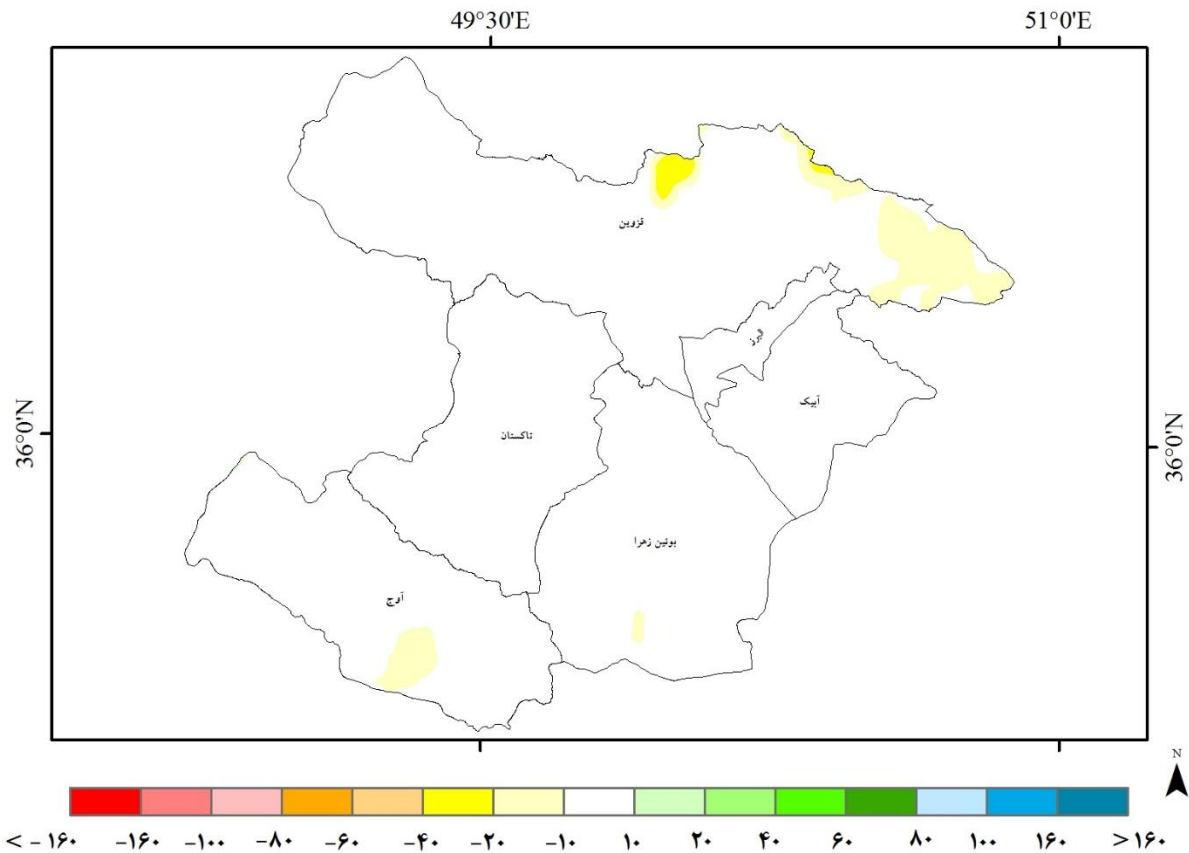 49°30'E
51°0'E
قزوین
البرز
آبیک
36°0'N
تاکستان
36°0'N
بوئین زهرا
آوج
N
< -۱۶۰ -۱۶۰ -۱۰۰ -۸۰ -۶۰ -۴۰ -۲۰ -۱۰ ۱۰ ۲۰ ۴۰ ۶۰ ۸۰ ۱۰۰ ۱۶۰ >۱۶۰